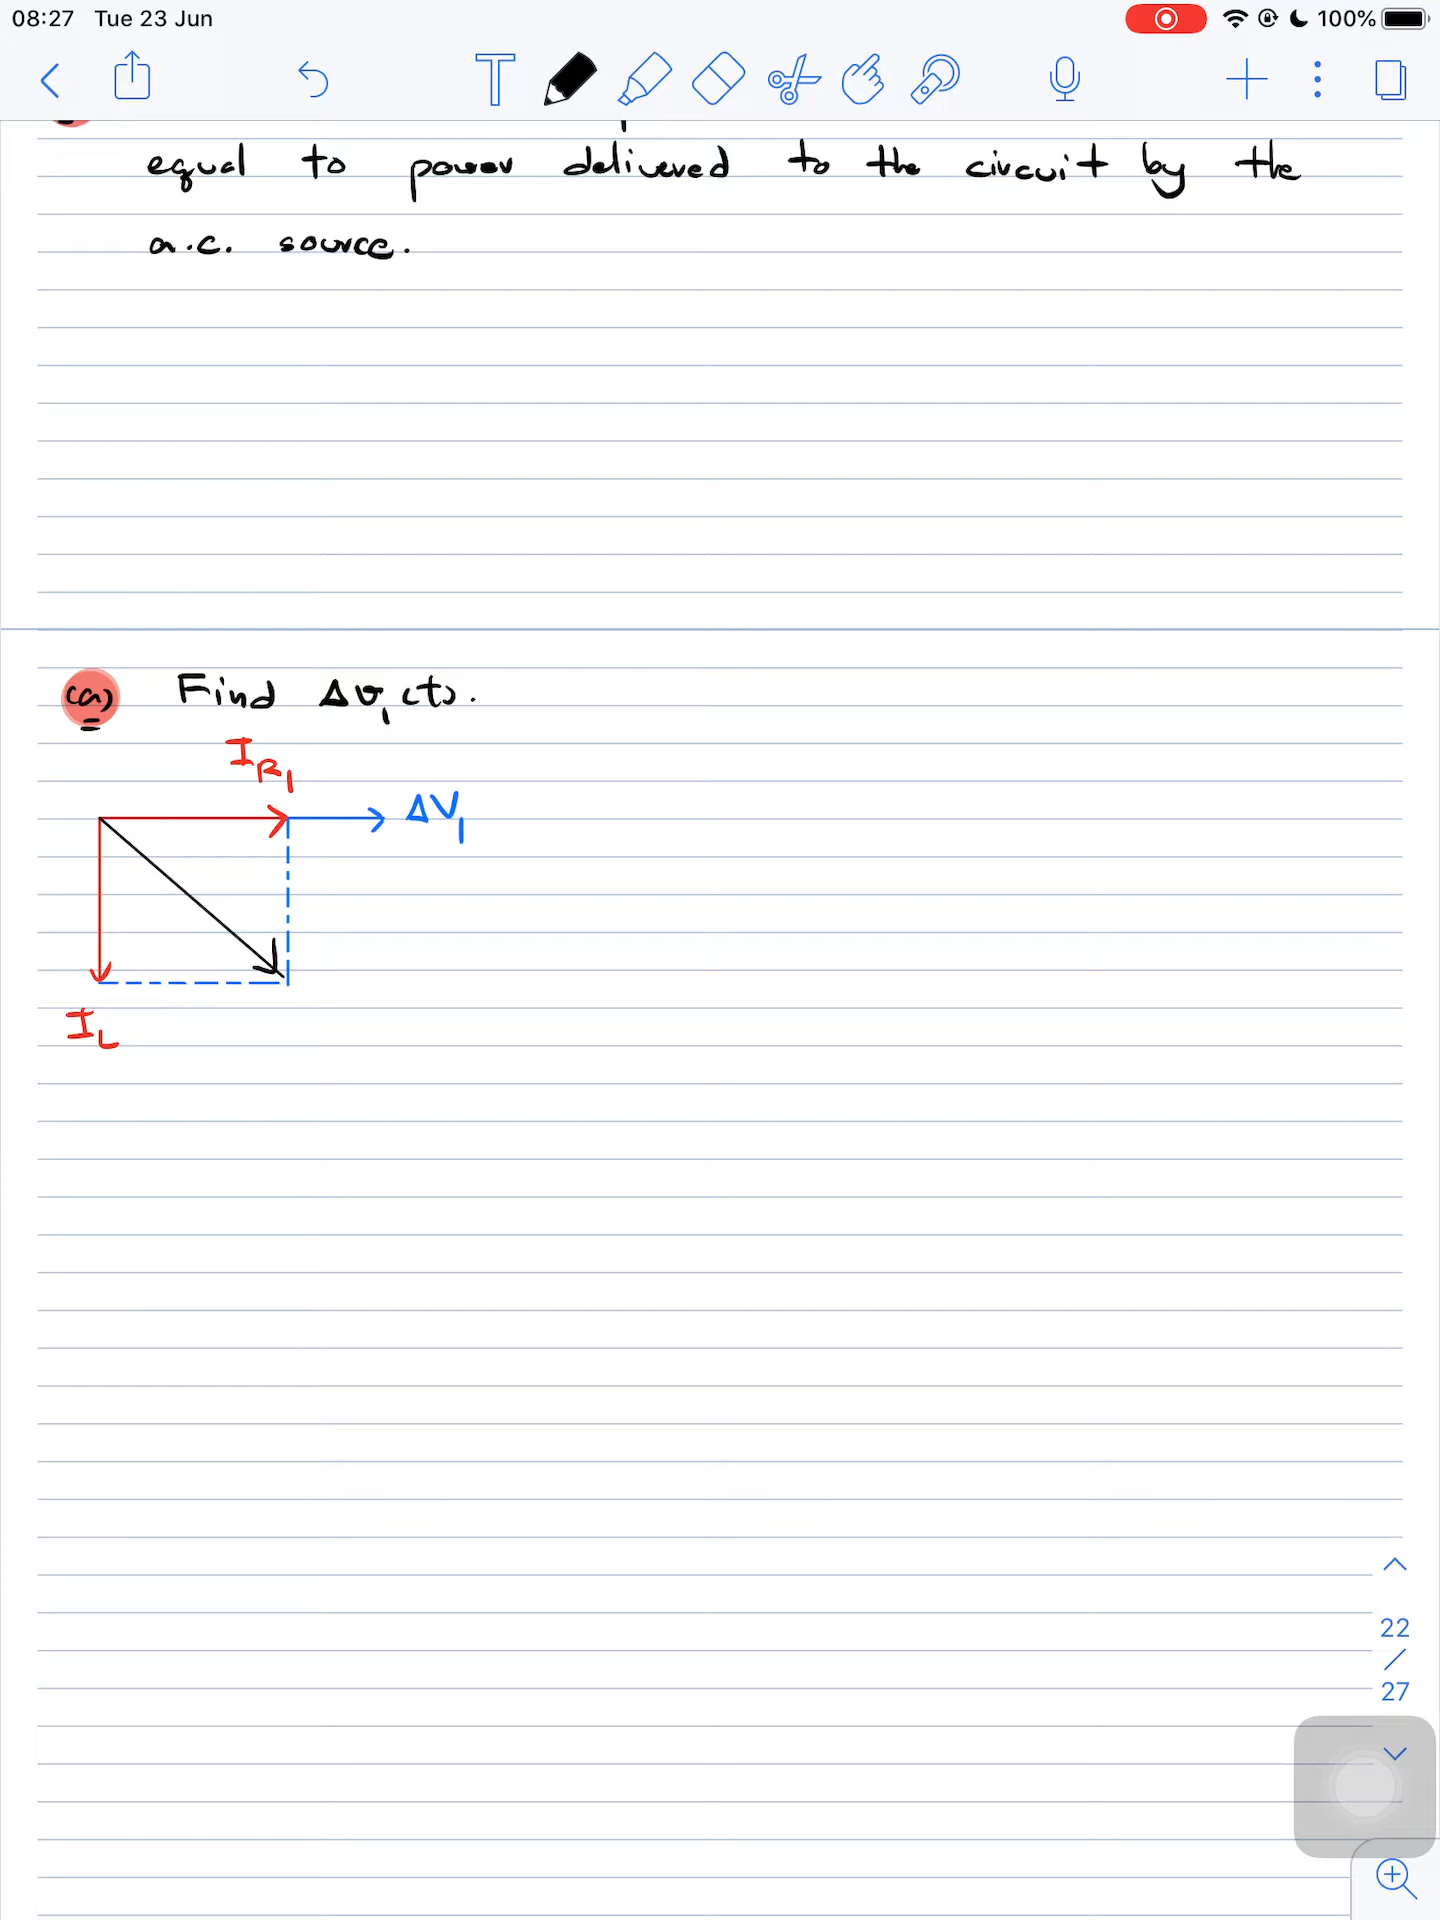 08:27 Tue 23 Jun 100%
T
equal to power delivered to the circuit by the
a.c. source.
(a) Find Δv₁(t).
I_R₁
ΔV₁
I_L
22
/
27